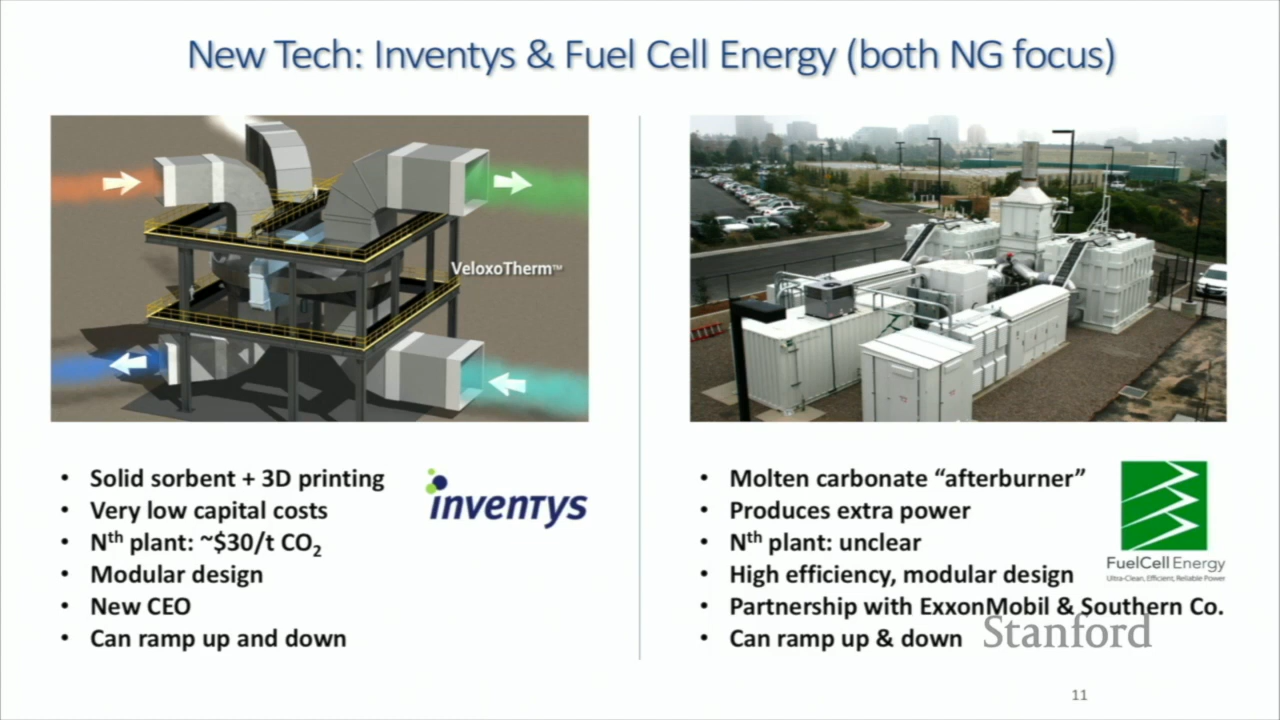 New Tech: Inventys & Fuel Cell Energy (both NG focus)
VeloxoTherm™
• Solid sorbent + 3D printing
• Very low capital costs
• Nth plant: ~$30/t CO2
• Modular design
• New CEO
• Can ramp up and down
inventys
• Molten carbonate “afterburner”
• Produces extra power
• Nth plant: unclear
• High efficiency, modular design
• Partnership with ExxonMobil & Southern Co.
• Can ramp up & down
FuelCell Energy
Ultra-Clean, Efficient, Reliable Power
Stanford
11